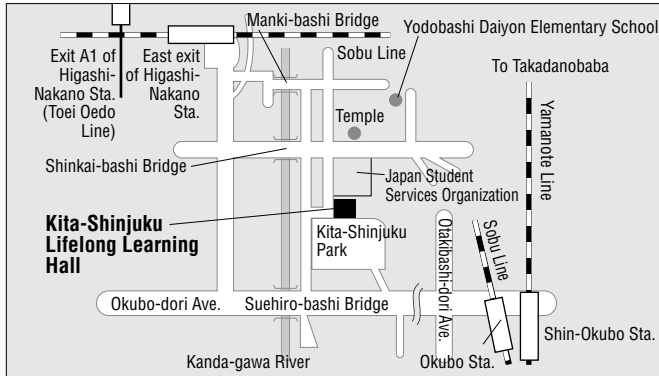 Manki-bashi Bridge
Yodobashi Daiyon Elementary School
Exit A1 of
Higashi-
Nakano Sta.
(Toei Oedo
Line)
East exit
of Higashi-
Nakano
Sta.
Sobu Line
To Takadanobaba
Temple
Yamanote Line
Shinkai-bashi Bridge
Japan Student
Services Organization
Kita-Shinjuku
Lifelong Learning
Hall
Kita-Shinjuku
Park
Otakibashi-dori Ave.
Sobu Line
Okubo-dori Ave.
Suehiro-bashi Bridge
Shin-Okubo Sta.
Kanda-gawa River
Okubo Sta.